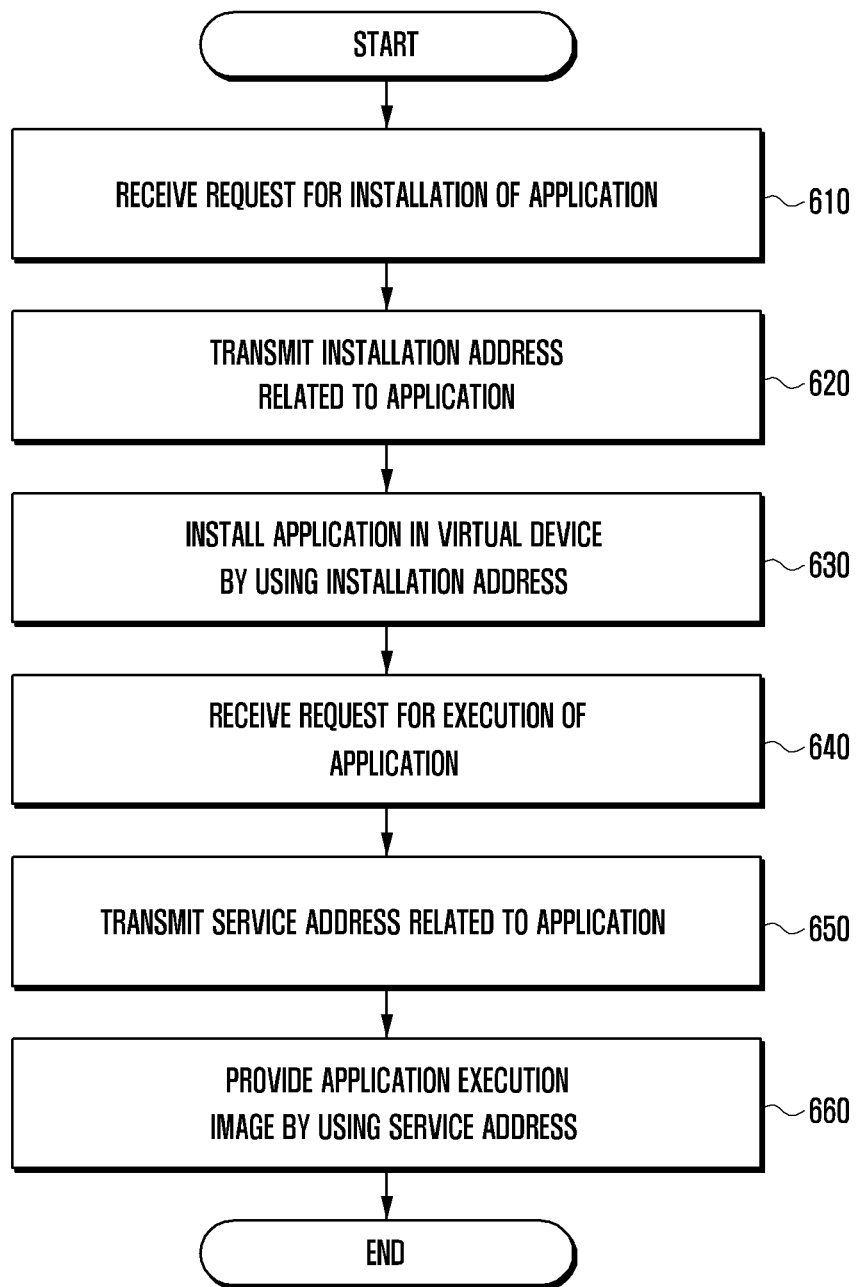 START
RECEIVE REQUEST FOR INSTALLATION OF APPLICATION
610
TRANSMIT INSTALLATION ADDRESS
RELATED TO APPLICATION
620
INSTALL APPLICATION IN VIRTUAL DEVICE
BY USING INSTALLATION ADDRESS
630
RECEIVE REQUEST FOR EXECUTION OF
APPLICATION
640
TRANSMIT SERVICE ADDRESS RELATED TO APPLICATION
650
PROVIDE APPLICATION EXECUTION
IMAGE BY USING SERVICE ADDRESS
660
END